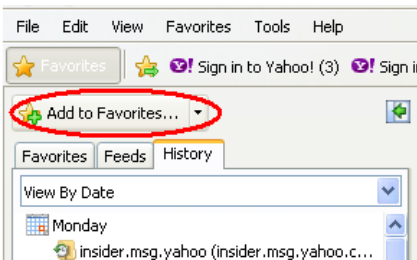 File Edit View Favorites Tools Help
Favorites Sign in to Yahoo! (3) Sign i
Add to Favorites...
Favorites Feeds History
View By Date
Monday
insider.msg.yahoo (insider.msg.yahoo.c...